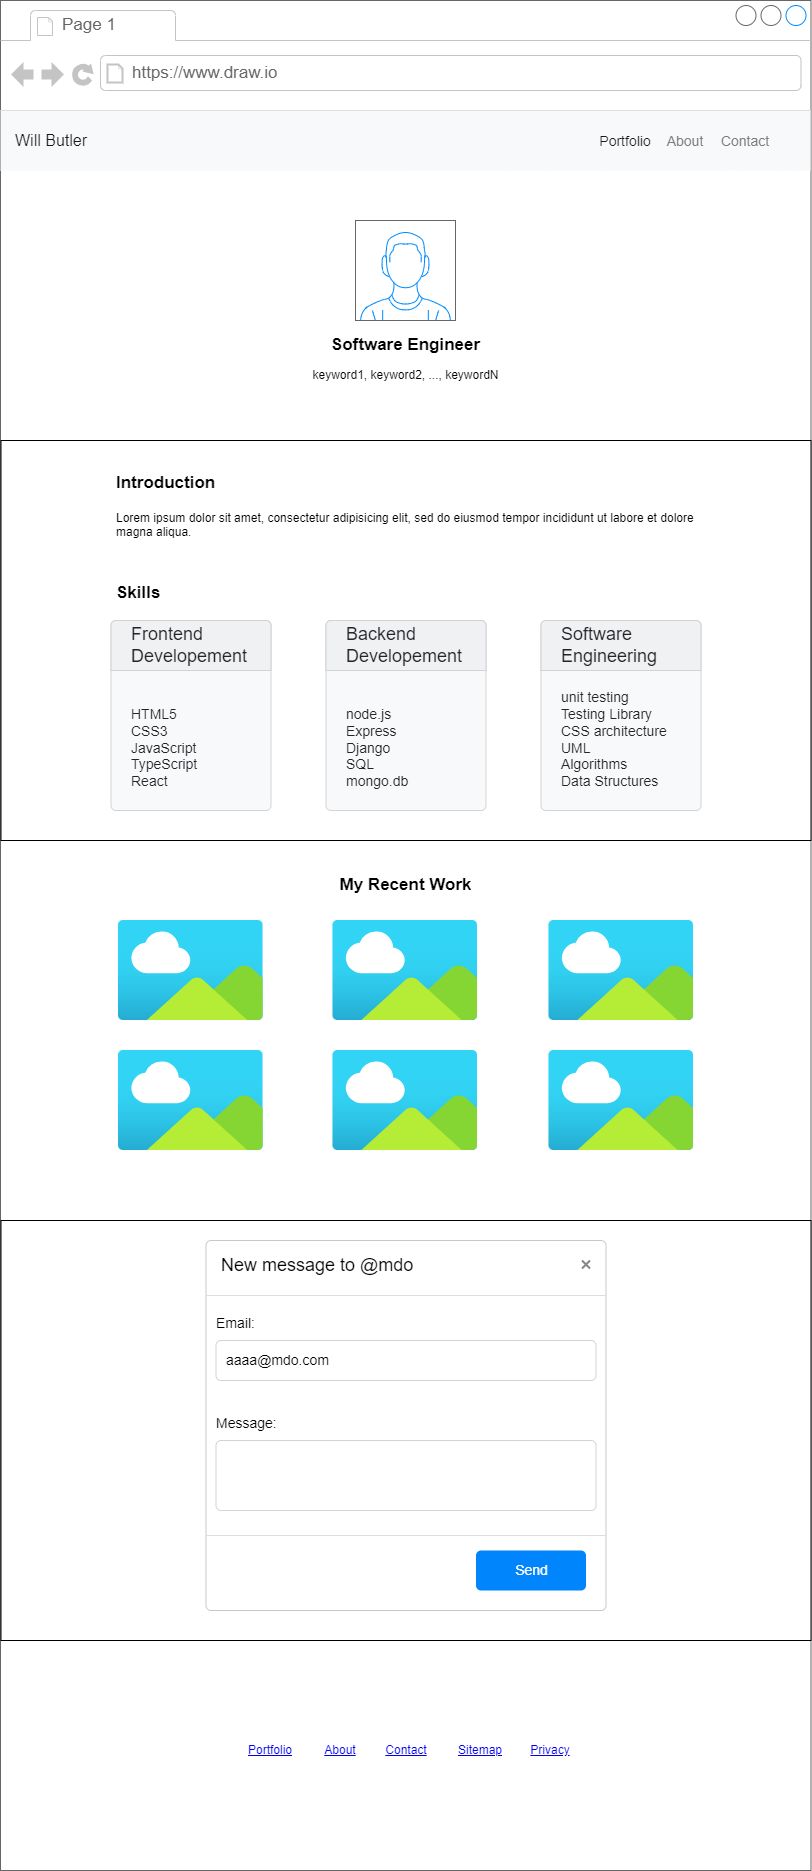 Page 1
https://www.draw.io
Will Butler
Portfolio About Contact
Software Engineer
keyword1, keyword2, ..., keywordN
Introduction
Lorem ipsum dolor sit amet, consectetur adipisicing elit, sed do eiusmod tempor incididunt ut labore et dolore
magna aliqua.
Skills
Frontend
Developement
HTML5
CSS3
JavaScript
TypeScript
React
Backend
Developement
node.js
Express
Django
SQL
mongo.db
Software
Engineering
unit testing
Testing Library
CSS architecture
UML
Algorithms
Data Structures
My Recent Work
New message to @mdo ×
Email:
aaaa@mdo.com
Message:
Send
Portfolio About Contact Sitemap Privacy